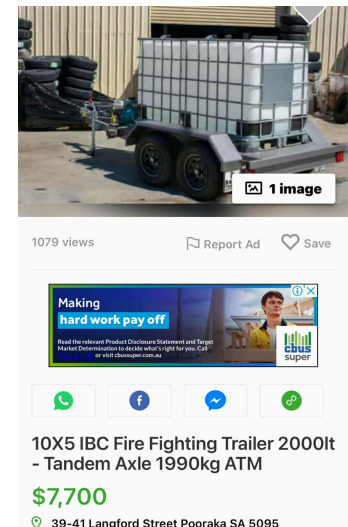 1 image
1079 views
Report Ad
Save
Making
hard work pay off
Read the relevant Product Disclosure Statement and Target
Market Determination to decide what's right for you. Call
or visit cbussuper.com.au
cbus
super
10X5 IBC Fire Fighting Trailer 2000lt
- Tandem Axle 1990kg ATM
$7,700
39-41 Langford Street Pooraka SA 5095